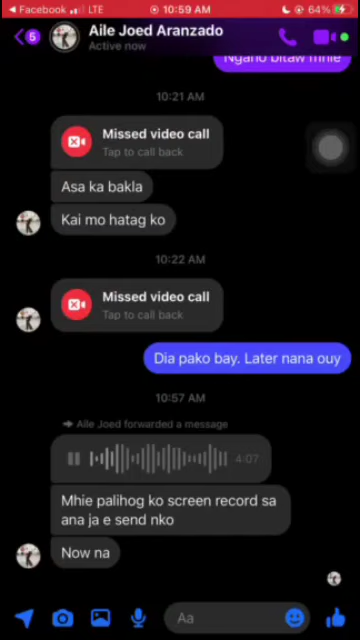 Facebook LTE 10:59 AM 64%
5 Aile Joed Aranzado
Active now
Ngano bitaw mhie
10:21 AM
Missed video call
Tap to call back
Asa ka bakla
Kai mo hatag ko
10:22 AM
Missed video call
Tap to call back
Dia pako bay. Later nana ouy
10:57 AM
Aile Joed forwarded a message
4:07
Mhie palihog ko screen record sa
ana ja e send nko
Now na
Aa